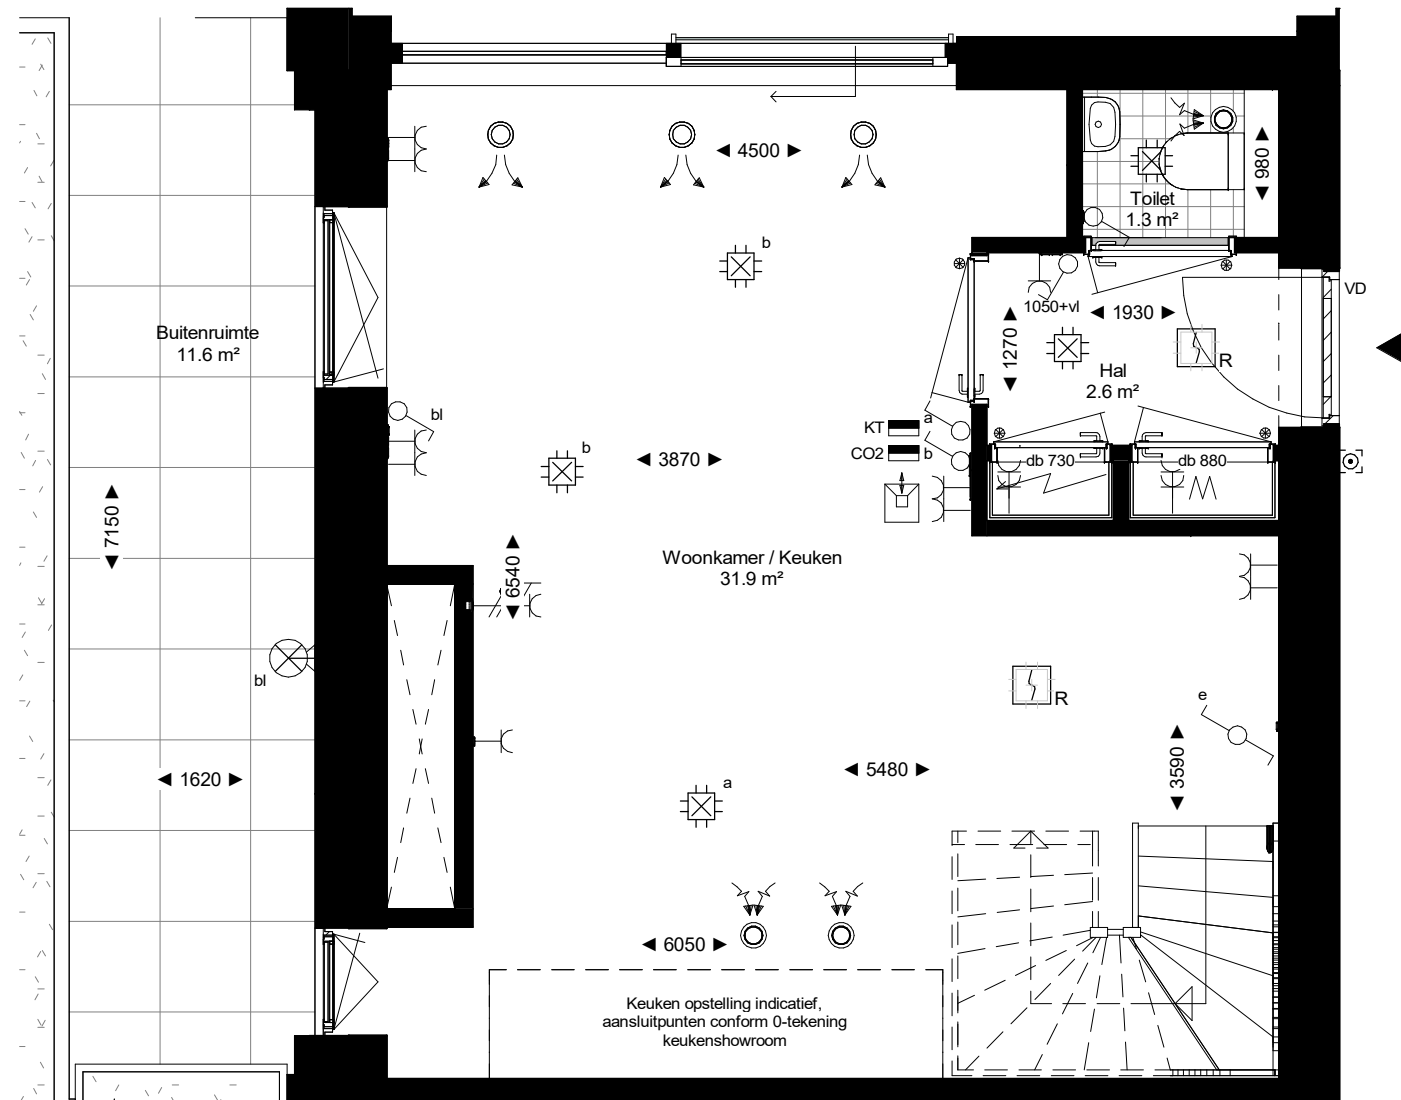 4500
980
Toilet
1.3 m²
b
VD
1050+vl
1930
1270
Buitenruimte
11.6 m²
R
Hal
2.6 m²
bl
a
KT
CO2
b
b
3870
db 730
db 880
7150
Woonkamer / Keuken
31.9 m²
6540
bl
R
e
1620
5480
3590
a
6050
Keuken opstelling indicatief,
aansluitpunten conform 0-tekening
keukenshowroom